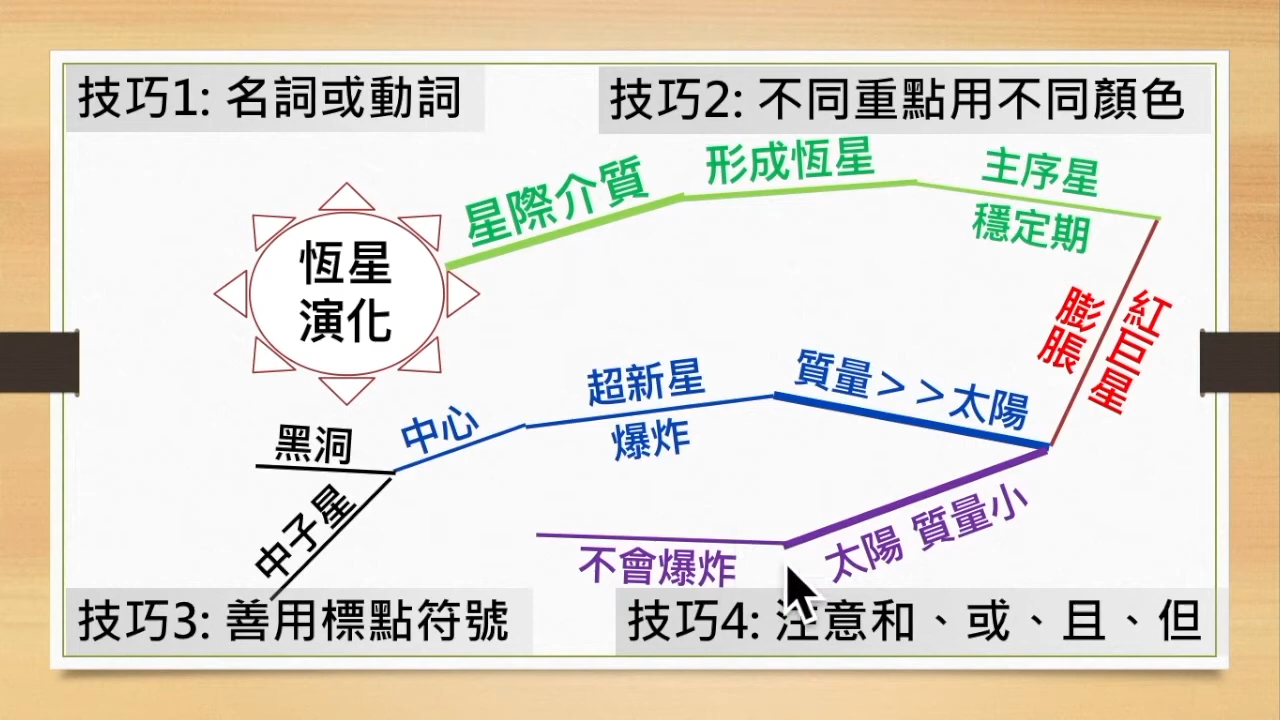 技巧1: 名詞或動詞
技巧2: 不同重點用不同顏色
恆星
演化
星際介質
形成恆星
主序星
穩定期
紅巨星
膨脹
質量>>太陽
超新星
爆炸
中心
黑洞
中子星
太陽 質量小
不會爆炸
技巧3: 善用標點符號
技巧4: 注意和、或、且、但